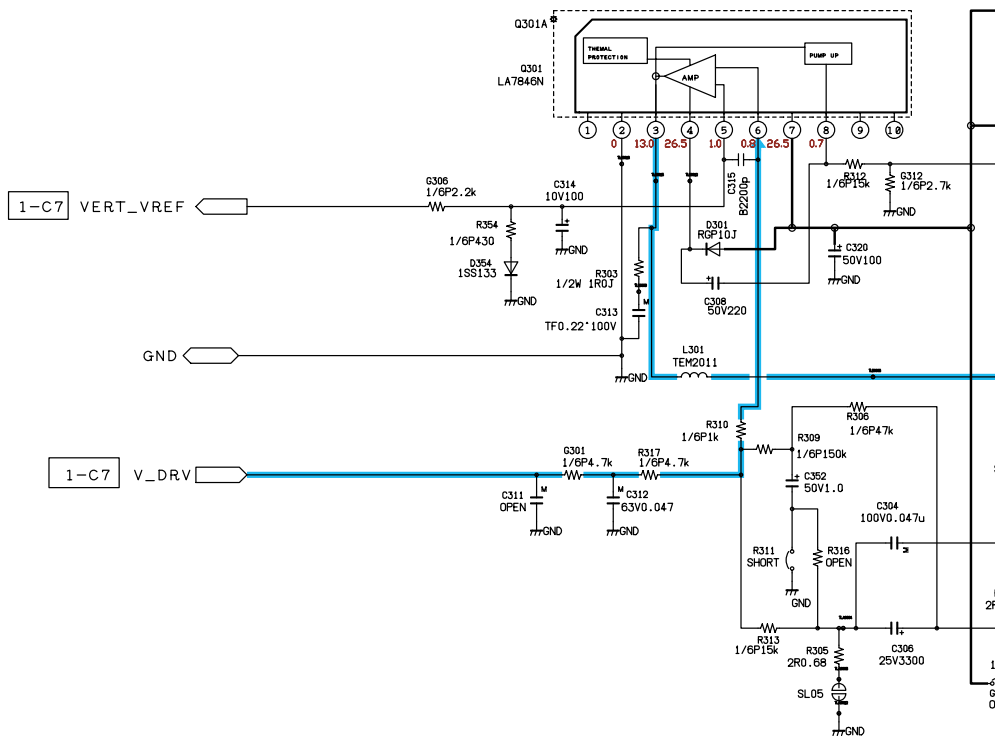 Q301A *
THEMAL
PROTECTION
PUMP UP
Q301
LA7846N
AMP
1 2 3 4 5 6 7 8 9 10
0 13.0 26.5 1.0 0.8 26.5 0.7
C315
B2200p
R312
1/6P15k
G312
1/6P2.7k
GND
G306
1/6P2.2k
C314
10V100
1-C7 VERT_VREF
R354
1/6P430
GND
D301
RGP10J
C320
50V100
GND
D354
1SS133
GND
R303
1/2W 1R0J
M
C308
50V220
C313
TF0.22*100V
GND
GND
L301
TEM2011
R310
1/6P1k
R306
1/6P47k
R309
1/6P150k
1-C7 V_DRV
G301
1/6P4.7k
R317
1/6P4.7k
C352
50V1.0
M
C311
OPEN
M
C312
63V0.047
GND
GND
C304
100V0.047u
M
R311
SHORT
R316
OPEN
GND
R313
1/6P15k
R305
2R0.68
C306
25V3300
SL05
GND